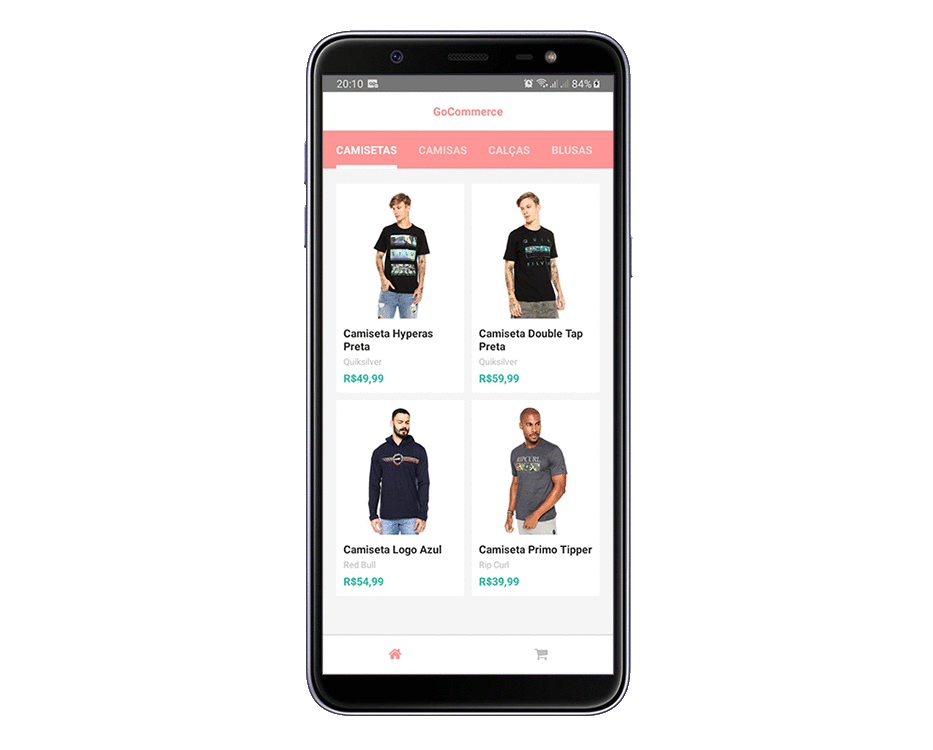 20:10
84%
GoCommerce
CAMISETAS CAMISAS CALÇAS BLUSAS
Camiseta Hyperas
Preta
Quiksilver
R$49,99
Camiseta Double Tap
Preta
Quiksilver
R$59,99
Camiseta Logo Azul
Red Bull
R$54,99
RIPCURL
Camiseta Primo Tipper
Rip Curl
R$39,99